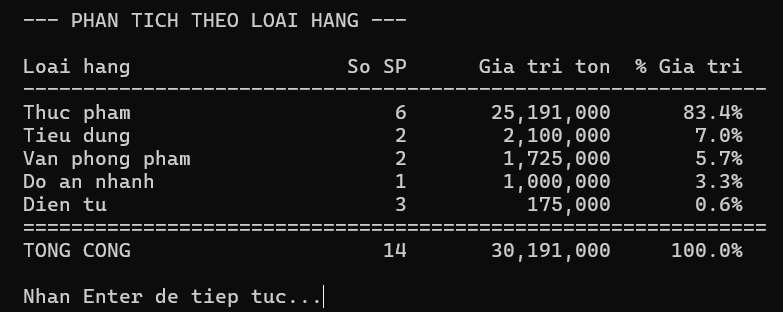 --- PHAN TICH THEO LOAI HANG ---
Loai hang So SP Gia tri ton % Gia tri
--------------------------------------------------------------
Thuc pham 6 25,191,000 83.4%
Tieu dung 2 2,100,000 7.0%
Van phong pham 2 1,725,000 5.7%
Do an nhanh 1 1,000,000 3.3%
Dien tu 3 175,000 0.6%
==============================================================
TONG CONG 14 30,191,000 100.0%
Nhan Enter de tiep tuc...